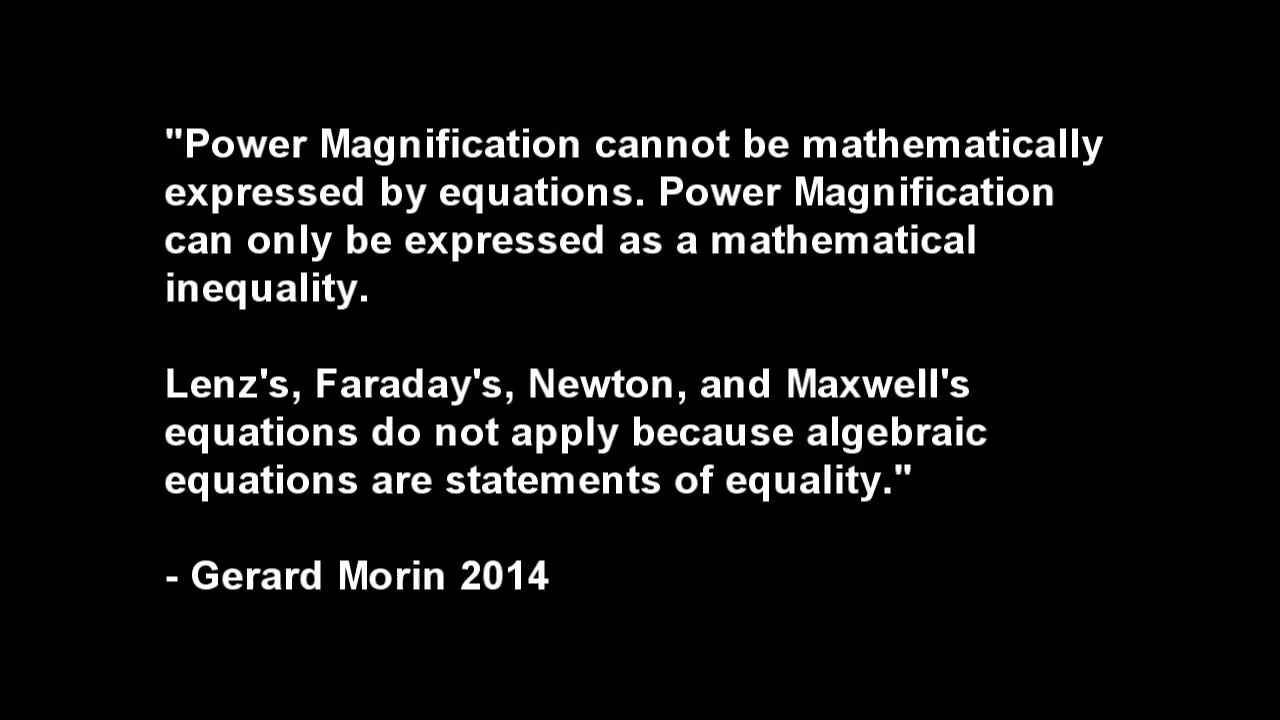 "Power Magnification cannot be mathematically
expressed by equations. Power Magnification
can only be expressed as a mathematical
inequality.
Lenz's, Faraday's, Newton, and Maxwell's
equations do not apply because algebraic
equations are statements of equality."
- Gerard Morin 2014